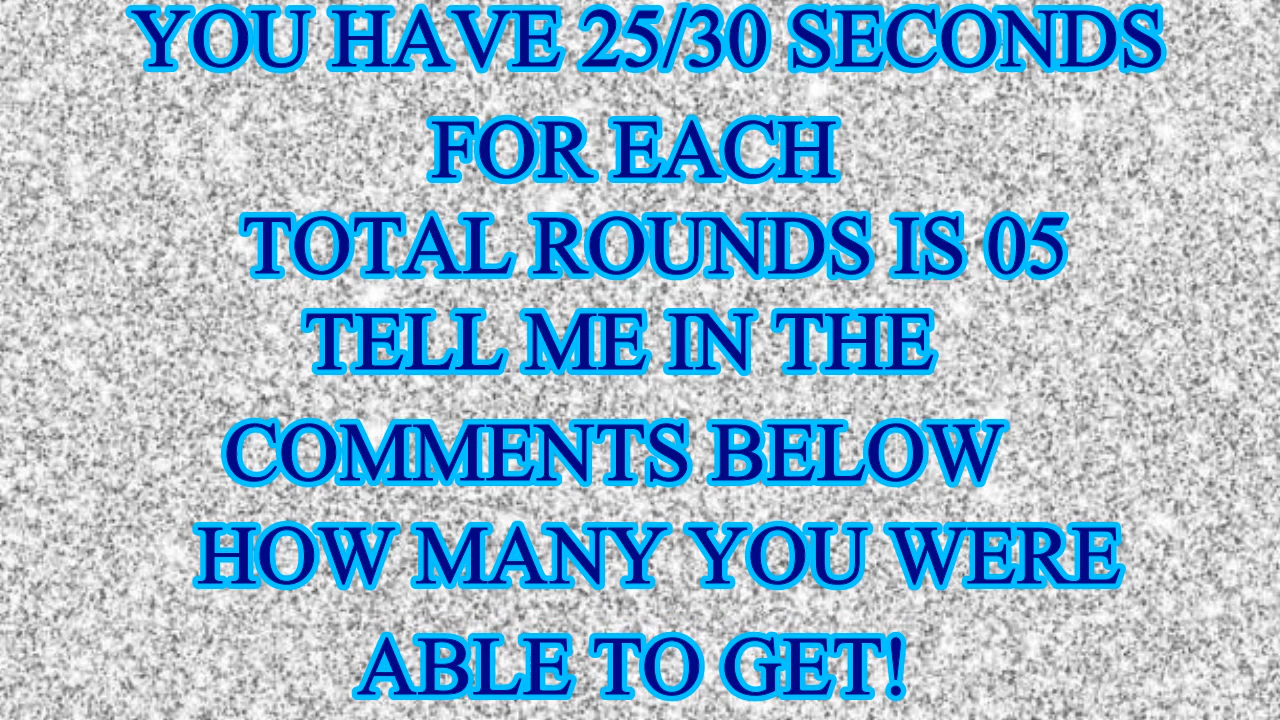 YOU HAVE 25/30 SECONDS
FOR EACH
TOTAL ROUNDS IS 05
TELL ME IN THE
COMMENTS BELOW
HOW MANY YOU WERE
ABLE TO GET!